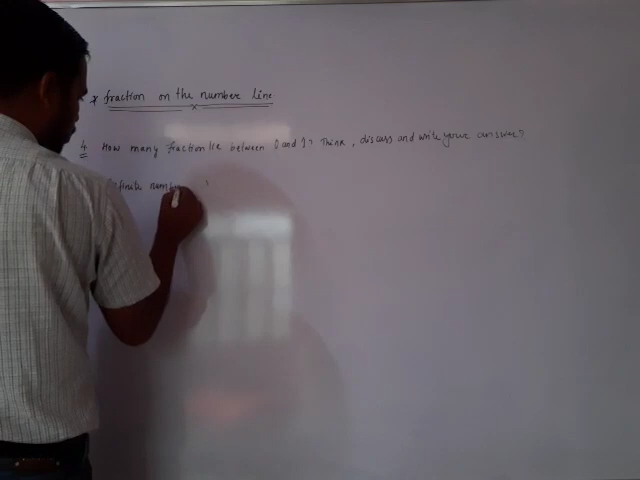 * fraction on the number line
4 How many fraction lie between 0 and 1? Think, discuss and write your answer?
finite number